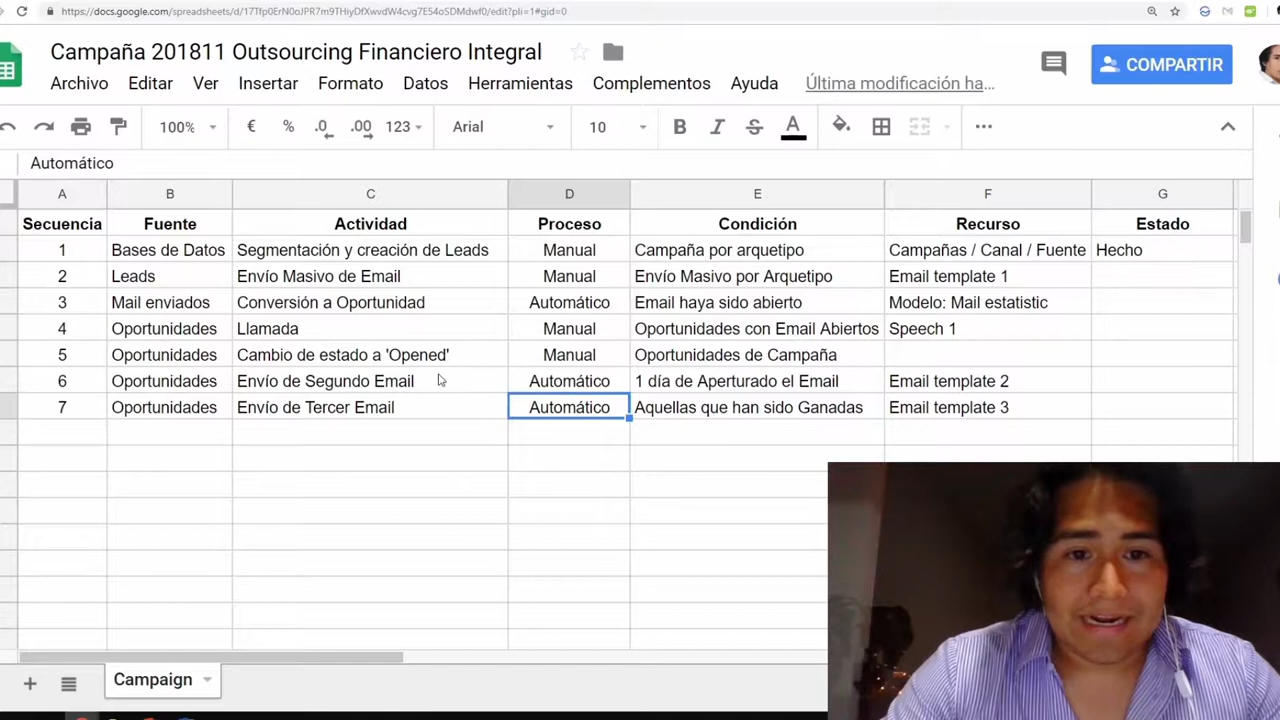 https://docs.google.com/spreadsheets/d/17Tfp0ErN0oJPR7m9THiyDfXwvdW4cvg7E54oSDMdwf0/edit?pli=1#gid=0
Campaña 201811 Outsourcing Financiero Integral
COMPARTIR
Archivo Editar Ver Insertar Formato Datos Herramientas Complementos Ayuda Última modificación ha...
100% € % .0 .00 123 Arial 10 B I S A ...
Automático
A B C D E F G
Secuencia Fuente Actividad Proceso Condición Recurso Estado
1 Bases de Datos Segmentación y creación de Leads Manual Campaña por arquetipo Campañas / Canal / Fuente Hecho
2 Leads Envío Masivo de Email Manual Envío Masivo por Arquetipo Email template 1
3 Mail enviados Conversión a Oportunidad Automático Email haya sido abierto Modelo: Mail estatistic
4 Oportunidades Llamada Manual Oportunidades con Email Abiertos Speech 1
5 Oportunidades Cambio de estado a 'Opened' Manual Oportunidades de Campaña
6 Oportunidades Envío de Segundo Email Automático 1 día de Aperturado el Email Email template 2
7 Oportunidades Envío de Tercer Email Automático Aquellas que han sido Ganadas Email template 3
Campaign